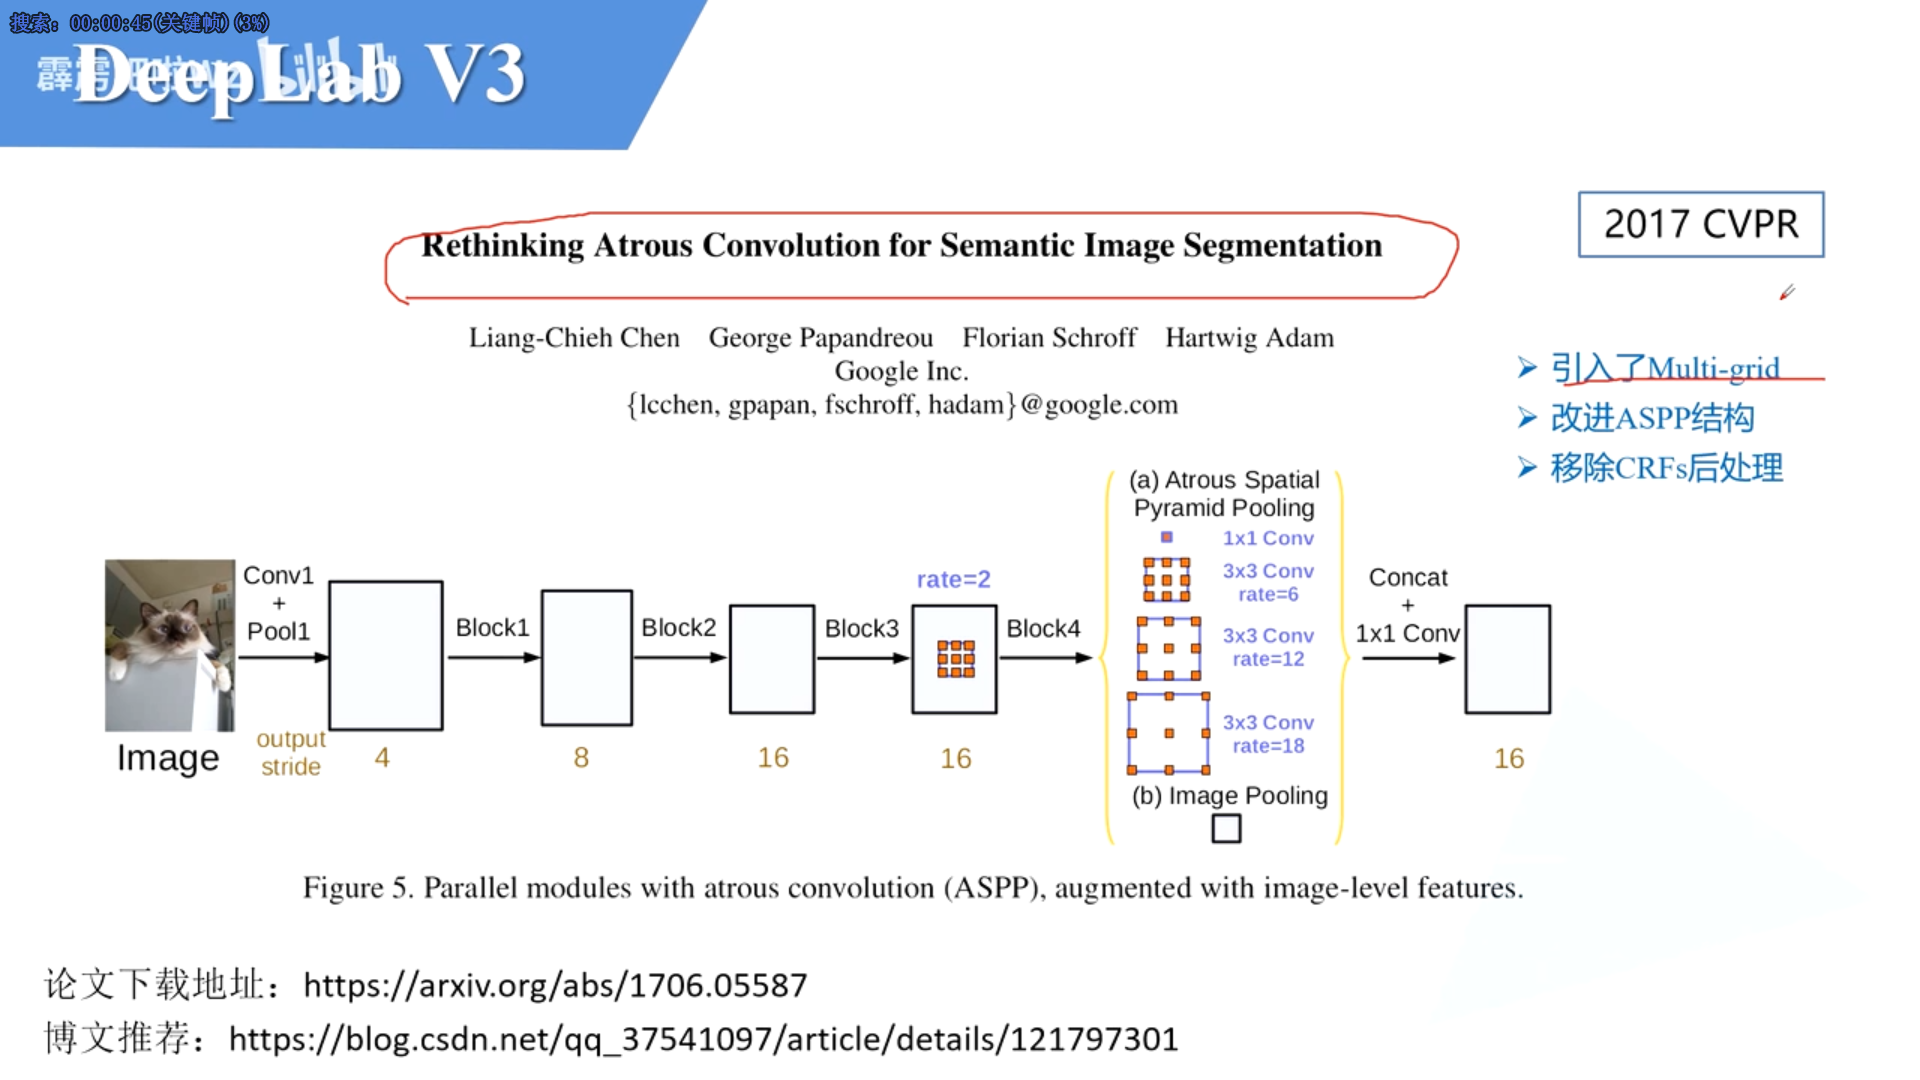 搜索: 00:00:45(关键帧)(3%)
DeepLab V3
bilibili
2017 CVPR
Rethinking Atrous Convolution for Semantic Image Segmentation
Liang-Chieh Chen George Papandreou Florian Schroff Hartwig Adam
Google Inc.
{lcchen, gpapan, fschroff, hadam}@google.com
➢ 引入了Multi-grid
➢ 改进ASPP结构
➢ 移除CRFs后处理
Image
Conv1
+
Pool1
output
stride
4
Block1
8
Block2
16
Block3
rate=2
16
Block4
(a) Atrous Spatial
Pyramid Pooling
1x1 Conv
3x3 Conv
rate=6
3x3 Conv
rate=12
3x3 Conv
rate=18
(b) Image Pooling
Concat
+
1x1 Conv
16
Figure 5. Parallel modules with atrous convolution (ASPP), augmented with image-level features.
论文下载地址：https://arxiv.org/abs/1706.05587
博文推荐：https://blog.csdn.net/qq_37541097/article/details/121797301